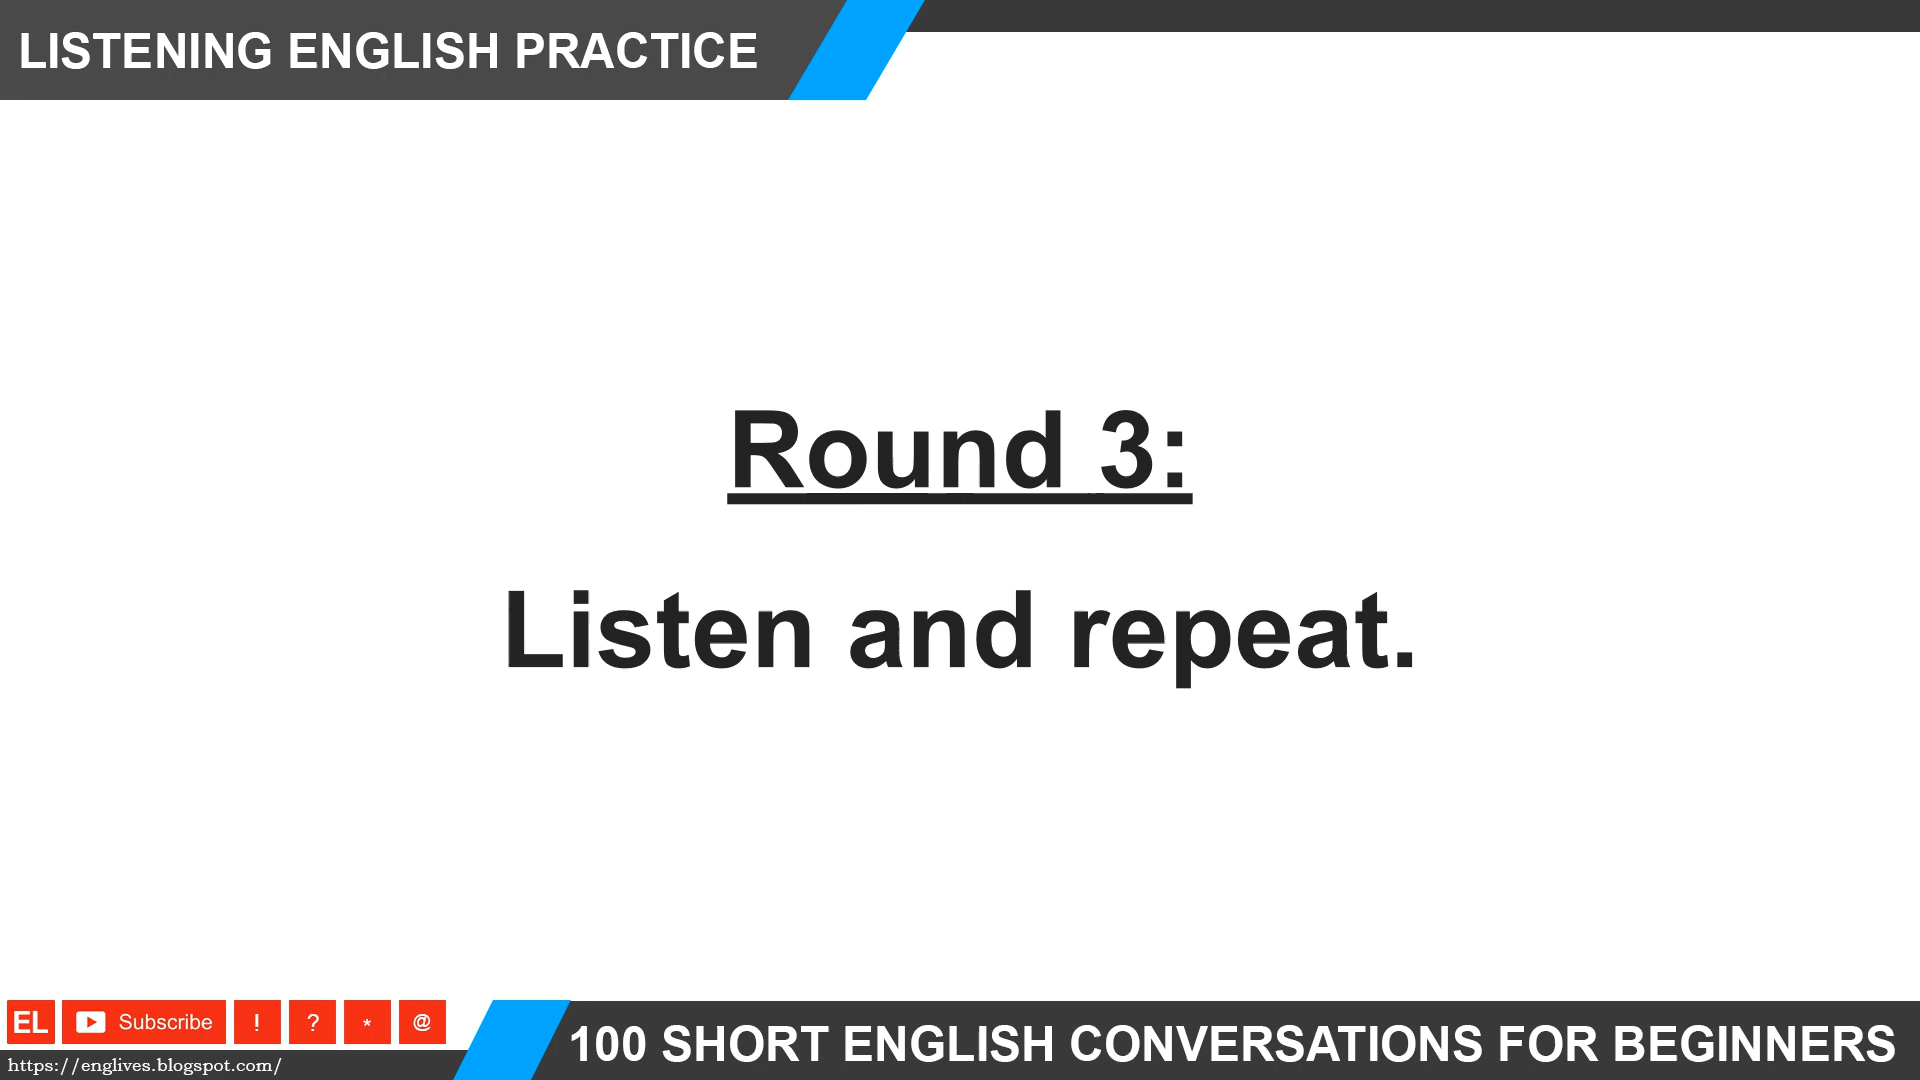 LISTENING ENGLISH PRACTICE
Round 3:
Listen and repeat.
EL Subscribe ! ? * @
https://englives.blogspot.com/
100 SHORT ENGLISH CONVERSATIONS FOR BEGINNERS